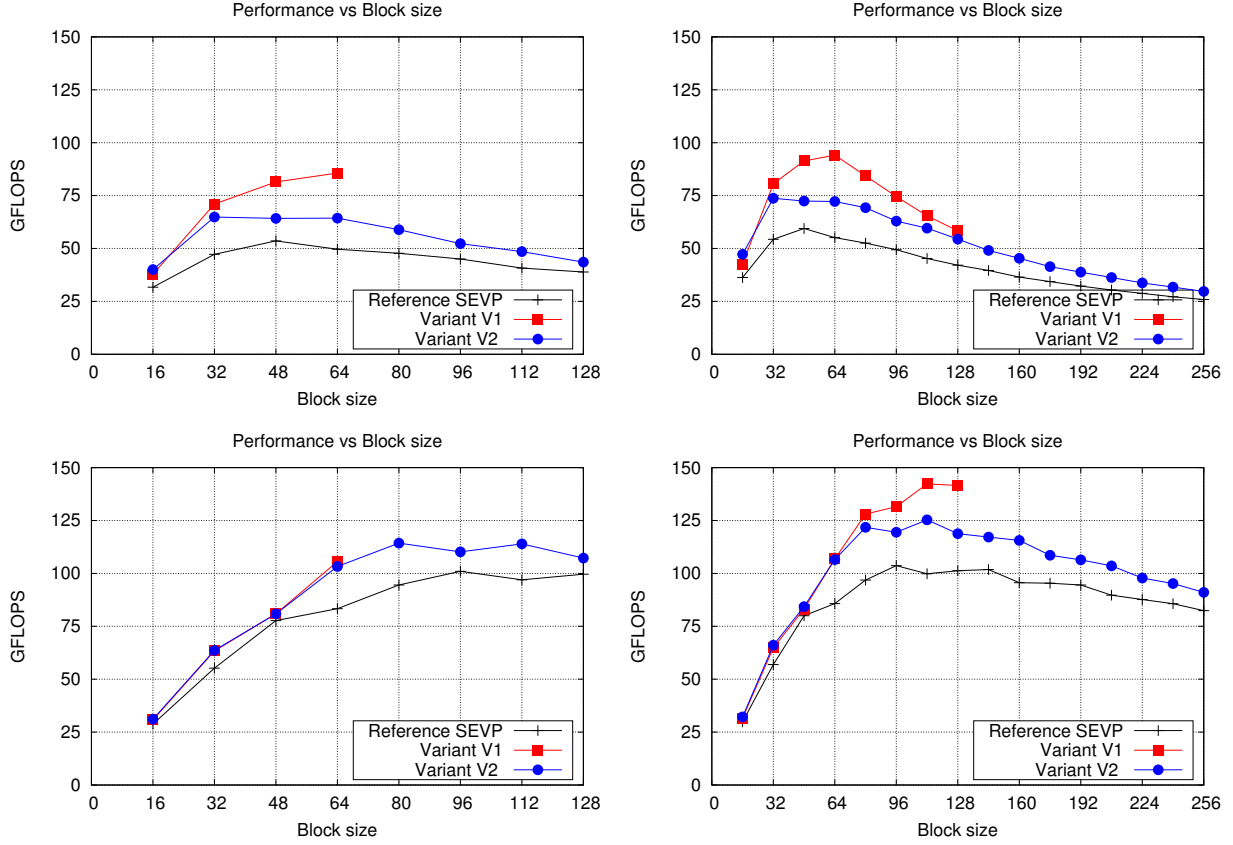 Performance vs Block size
150
125
100
75
50
25
0
GFLOPS
Reference SEVP
Variant V1
Variant V2
0 16 32 48 64 80 96 112 128
Block size
Performance vs Block size
150
125
100
75
50
25
0
GFLOPS
Reference SEVP
Variant V1
Variant V2
0 32 64 96 128 160 192 224 256
Block size
Performance vs Block size
150
125
100
75
50
25
0
GFLOPS
Reference SEVP
Variant V1
Variant V2
0 16 32 48 64 80 96 112 128
Block size
Performance vs Block size
150
125
100
75
50
25
0
GFLOPS
Reference SEVP
Variant V1
Variant V2
0 32 64 96 128 160 192 224 256
Block size